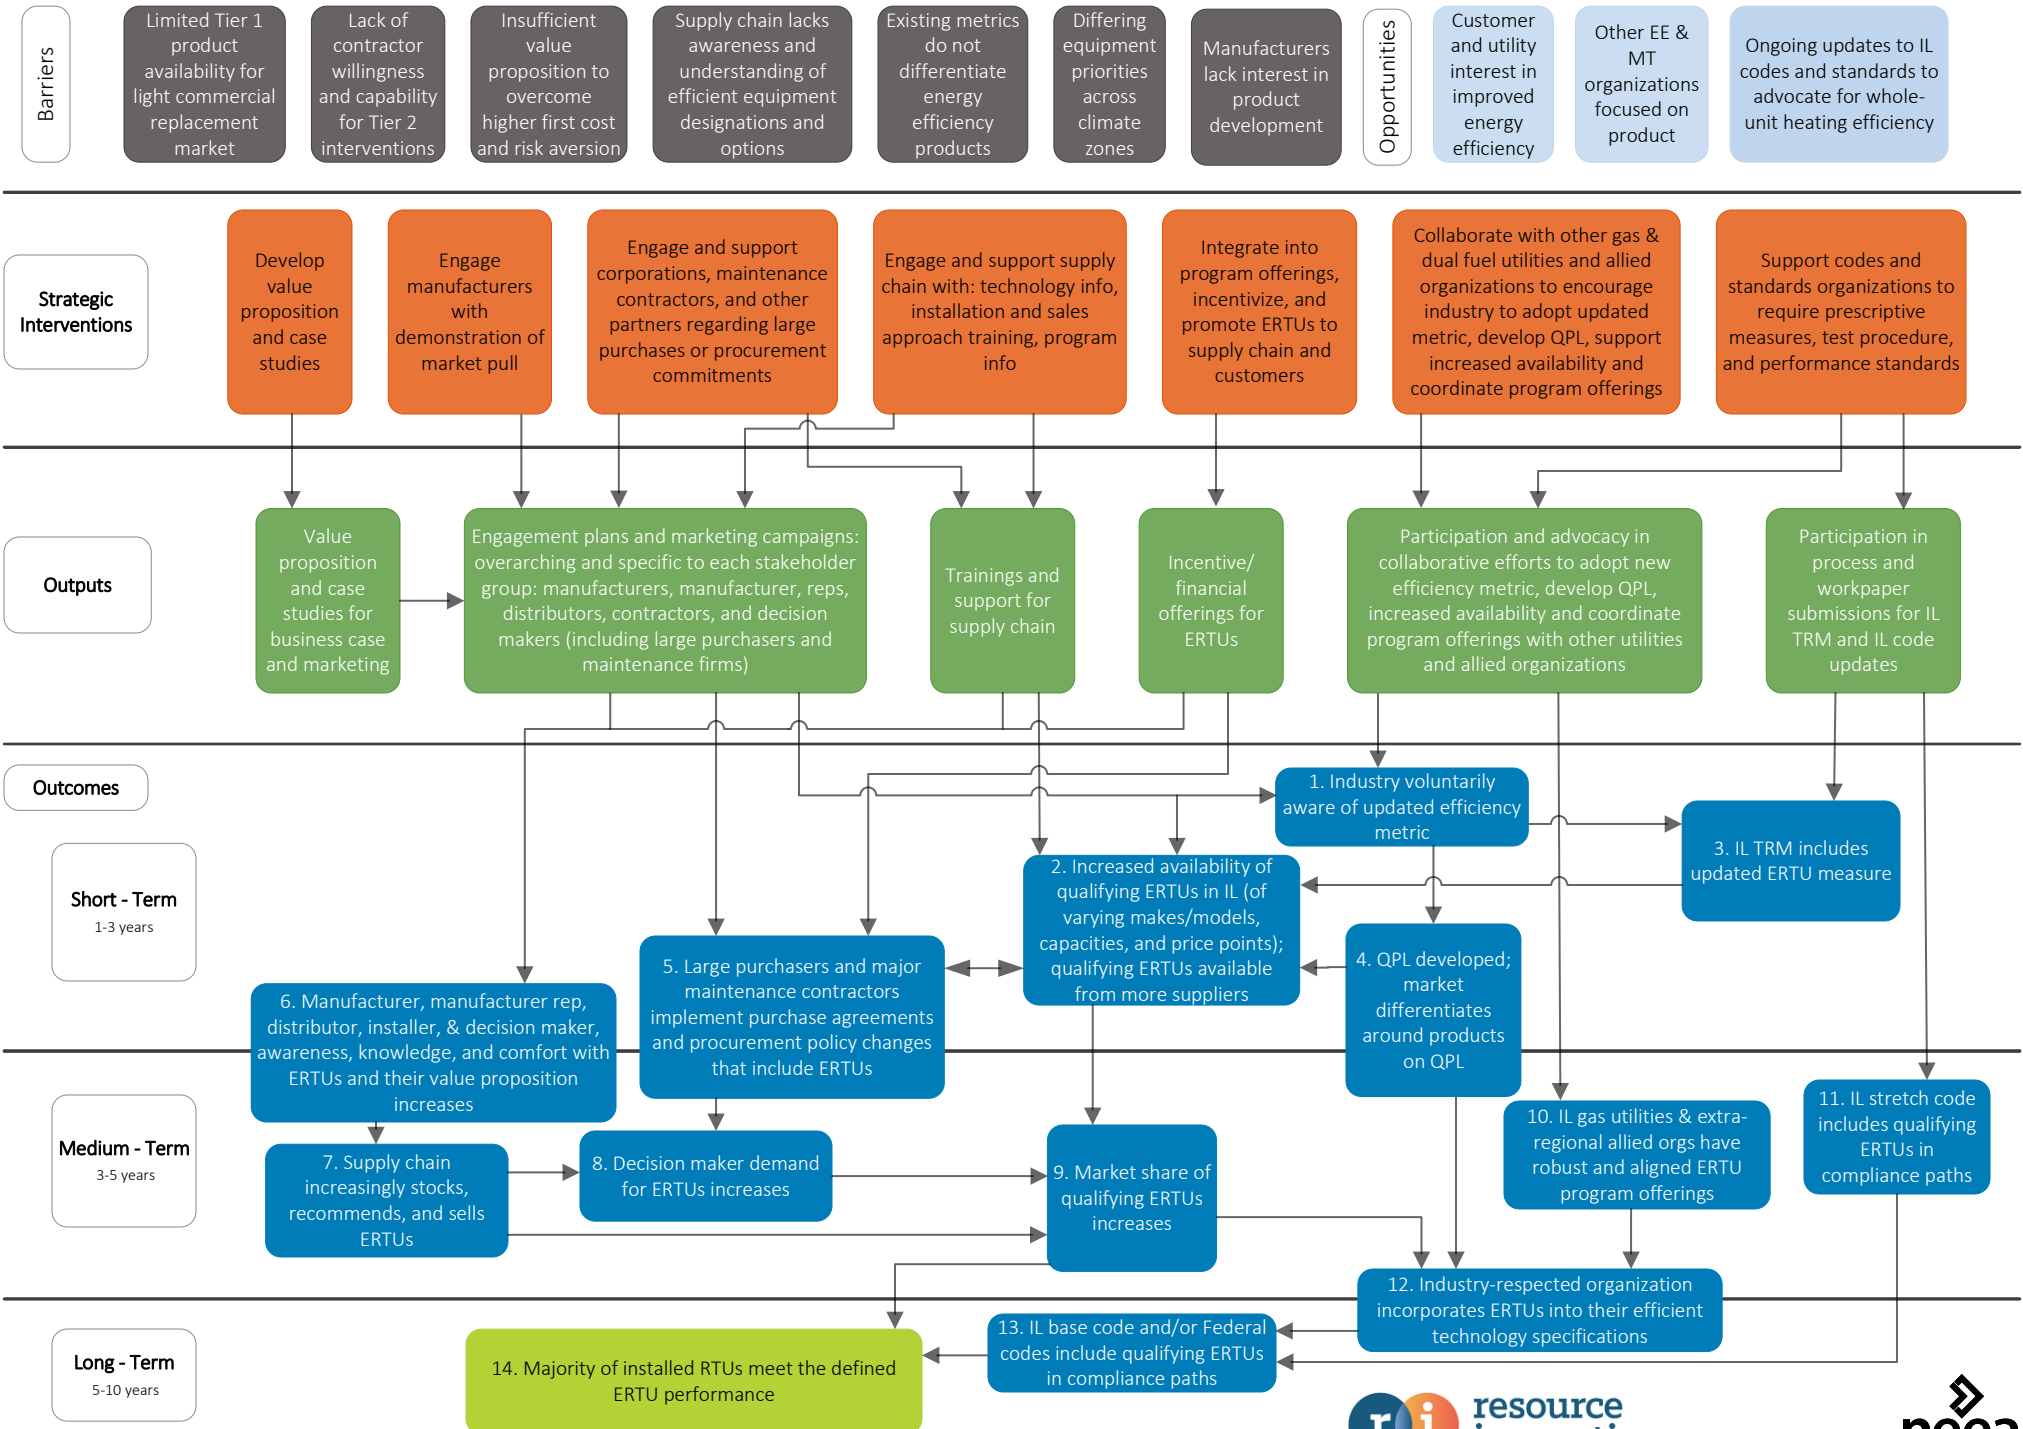 Barriers
Limited Tier 1
product
availability for
light commercial
replacement
market
Lack of
contractor
willingness
and capability
for Tier 2
interventions
Insufficient
value
proposition to
overcome
higher first cost
and risk aversion
Supply chain lacks
awareness and
understanding of
efficient equipment
designations and
options
Existing metrics
do not
differentiate
energy
efficiency
products
Differing
equipment
priorities
across
climate
zones
Manufacturers
lack interest in
product
development
Opportunities
Customer
and utility
interest in
improved
energy
efficiency
Other EE &
MT
organizations
focused on
product
Ongoing updates to IL
codes and standards to
advocate for whole-
unit heating efficiency
Strategic
Interventions
Develop
value
proposition
and case
studies
Engage
manufacturers
with
demonstration of
market pull
Engage and support
corporations, maintenance
contractors, and other
partners regarding large
purchases or procurement
commitments
Engage and support supply
chain with: technology info,
installation and sales
approach training, program
info
Integrate into
program offerings,
incentivize, and
promote ERTUs to
supply chain and
customers
Collaborate with other gas &
dual fuel utilities and allied
organizations to encourage
industry to adopt updated
metric, develop QPL, support
increased availability and
coordinate program offerings
Support codes and
standards organizations to
require prescriptive
measures, test procedure,
and performance standards
Outputs
Value
proposition
and case
studies for
business case
and marketing
Engagement plans and marketing campaigns:
overarching and specific to each stakeholder
group: manufacturers, manufacturer, reps,
distributors, contractors, and decision
makers (including large purchasers and
maintenance firms)
Trainings and
support for
supply chain
Incentive/
financial
offerings for
ERTUs
Participation and advocacy in
collaborative efforts to adopt new
efficiency metric, develop QPL,
increased availability and coordinate
program offerings with other utilities
and allied organizations
Participation in
process and
workpaper
submissions for IL
TRM and IL code
updates
Outcomes
Short - Term
1-3 years
1. Industry voluntarily
aware of updated efficiency
metric
2. Increased availability of
qualifying ERTUs in IL (of
varying makes/models,
capacities, and price points);
qualifying ERTUs available
from more suppliers
3. IL TRM includes
updated ERTU measure
4. QPL developed;
market
differentiates
around products
on QPL
5. Large purchasers and major
maintenance contractors
implement purchase agreements
and procurement policy changes
that include ERTUs
6. Manufacturer, manufacturer rep,
distributor, installer, & decision maker,
awareness, knowledge, and comfort with
ERTUs and their value proposition
increases
Medium - Term
3-5 years
7. Supply chain
increasingly stocks,
recommends, and sells
ERTUs
8. Decision maker demand
for ERTUs increases
9. Market share of
qualifying ERTUs
increases
10. IL gas utilities & extra-
regional allied orgs have
robust and aligned ERTU
program offerings
11. IL stretch code
includes qualifying
ERTUs in
compliance paths
12. Industry-respected organization
incorporates ERTUs into their efficient
technology specifications
Long - Term
5-10 years
13. IL base code and/or Federal
codes include qualifying ERTUs
in compliance paths
14. Majority of installed RTUs meet the defined
ERTU performance
ri
resource